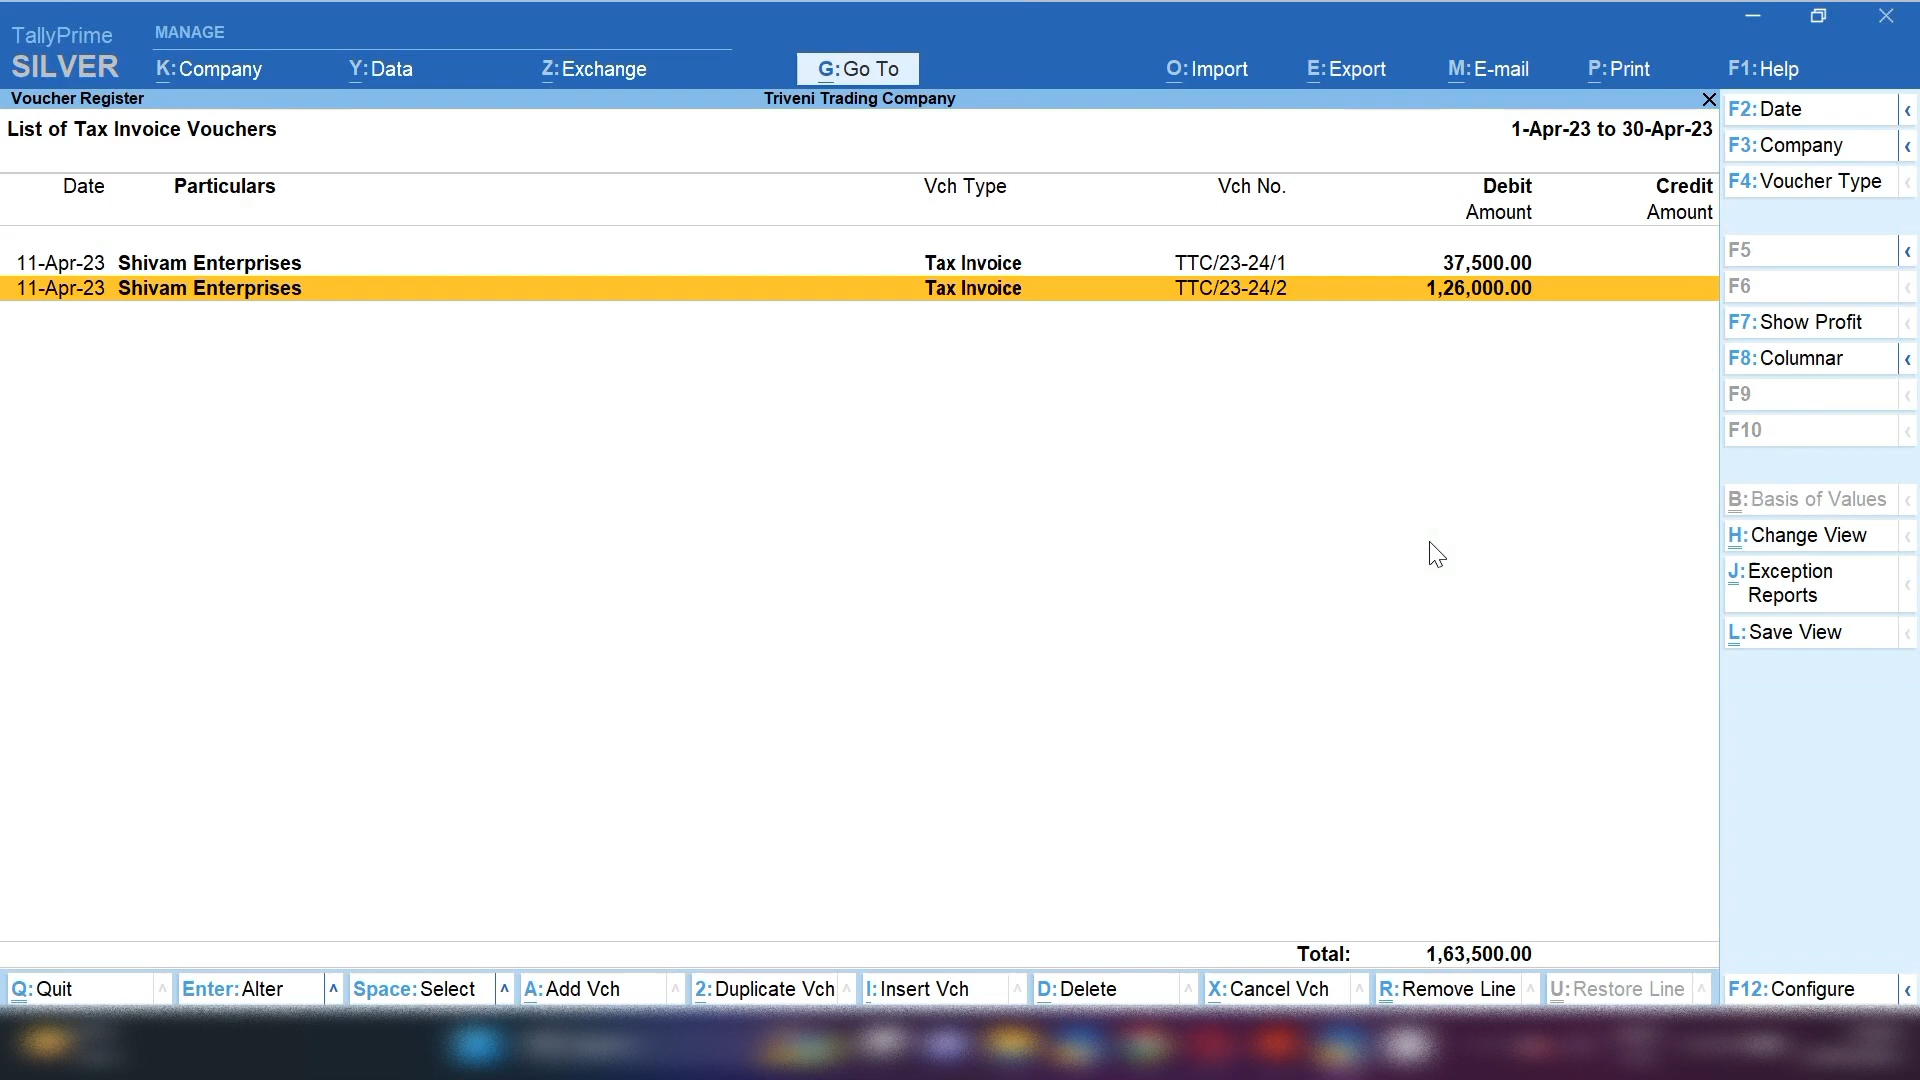 TallyPrime
SILVER
MANAGE
K:Company Y:Data Z:Exchange G:Go To O:Import E:Export M:E-mail P:Print F1:Help
Voucher Register Triveni Trading Company
List of Tax Invoice Vouchers 1-Apr-23 to 30-Apr-23
Date Particulars Vch Type Vch No. Debit Credit
Amount Amount
11-Apr-23 Shivam Enterprises Tax Invoice TTC/23-24/1 37,500.00
11-Apr-23 Shivam Enterprises Tax Invoice TTC/23-24/2 1,26,000.00
Total: 1,63,500.00
F2:Date
F3:Company
F4:Voucher Type
F5
F6
F7:Show Profit
F8:Columnar
F9
F10
B:Basis of Values
H:Change View
J:Exception
Reports
L:Save View
Q:Quit Enter:Alter Space:Select A:Add Vch 2:Duplicate Vch I:Insert Vch D:Delete X:Cancel Vch R:Remove Line U:Restore Line F12:Configure